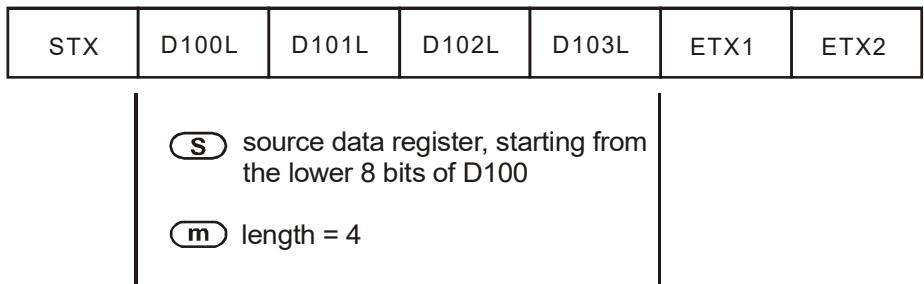 STX D100L D101L D102L D103L ETX1 ETX2
S source data register, starting from
the lower 8 bits of D100
m length = 4